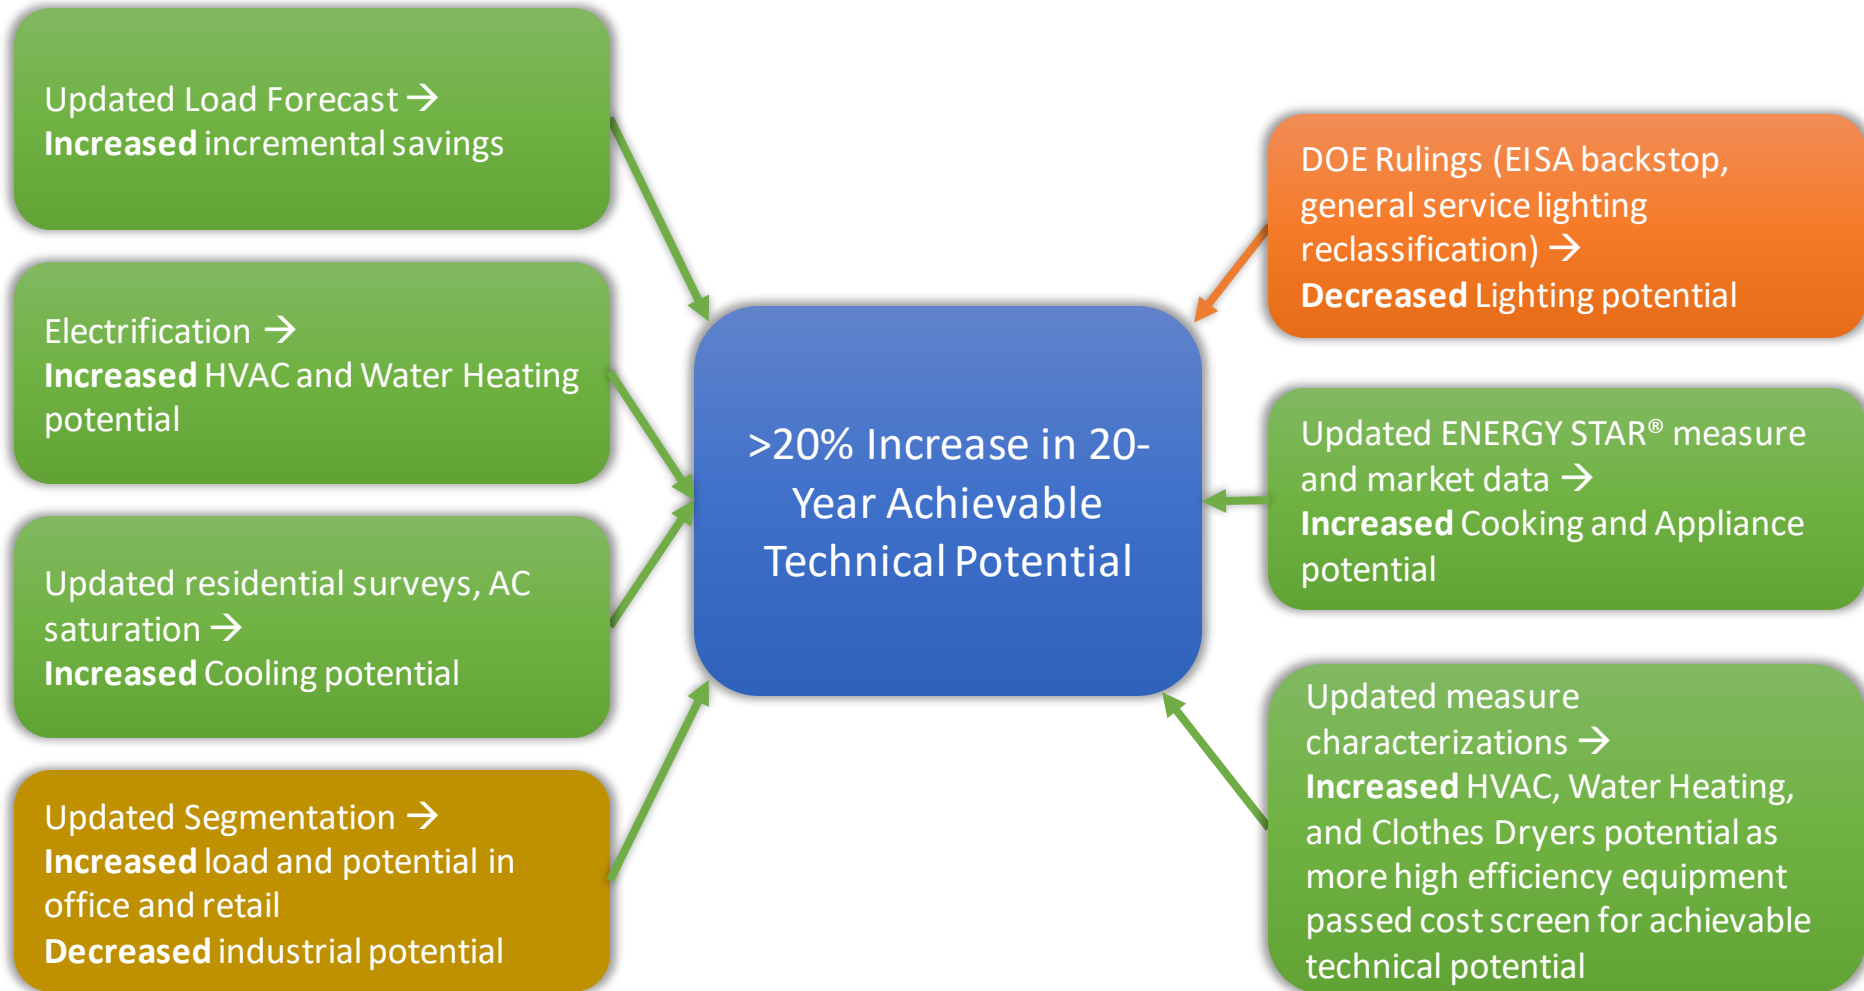 Updated Load Forecast →
Increased incremental savings
Electrification →
Increased HVAC and Water Heating
potential
Updated residential surveys, AC
saturation →
Increased Cooling potential
Updated Segmentation →
Increased load and potential in
office and retail
Decreased industrial potential
>20% Increase in 20-
Year Achievable
Technical Potential
DOE Rulings (EISA backstop,
general service lighting
reclassification) →
Decreased Lighting potential
Updated ENERGY STAR® measure
and market data →
Increased Cooking and Appliance
potential
Updated measure
characterizations →
Increased HVAC, Water Heating,
and Clothes Dryers potential as
more high efficiency equipment
passed cost screen for achievable
technical potential